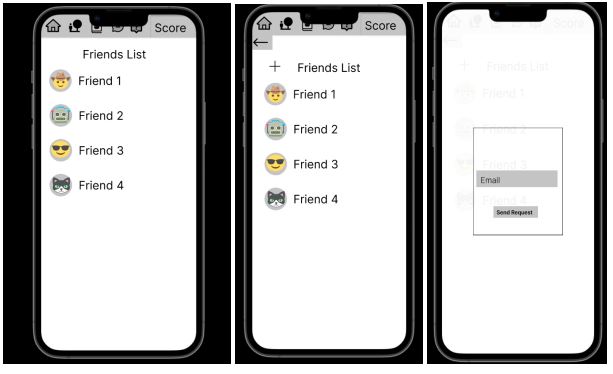 Score
Friends List
Friend 1
Friend 2
Friend 3
Friend 4
Score
Friends List
Friend 1
Friend 2
Friend 3
Friend 4
Score
Friends List
Friend 1
Friend 2
Friend 3
Friend 4
Email
Send Request